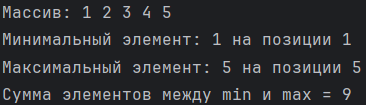 Массив: 1 2 3 4 5
Минимальный элемент: 1 на позиции 1
Максимальный элемент: 5 на позиции 5
Сумма элементов между min и max = 9